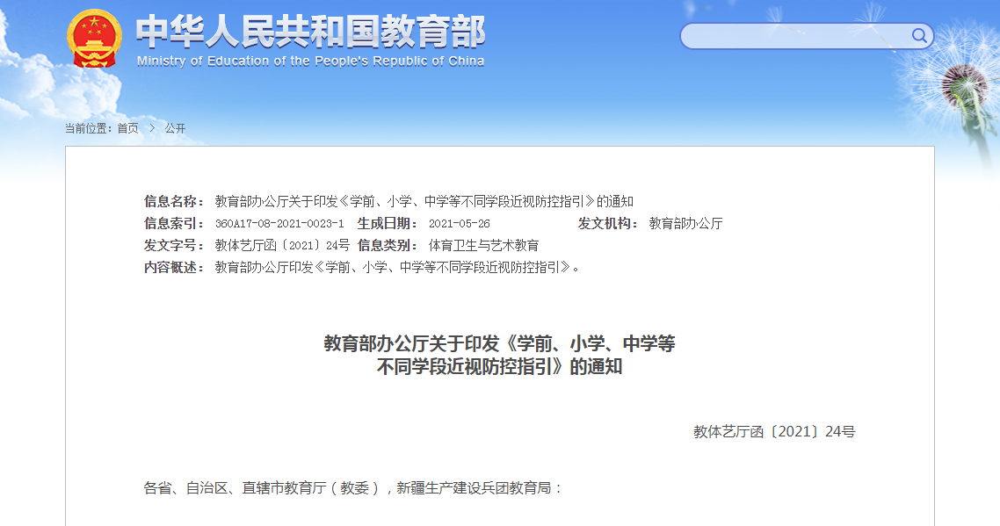 中华人民共和国教育部
Ministry of Education of the People's Republic of China
当前位置：首页 > 公开
信息名称： 教育部办公厅关于印发《学前、小学、中学等不同学段近视防控指引》的通知
信息索引： 360A17-08-2021-0023-1 生成日期： 2021-05-26 发文机构： 教育部办公厅
发文字号： 教体艺厅函〔2021〕24号 信息类别： 体育卫生与艺术教育
内容概述： 教育部办公厅印发《学前、小学、中学等不同学段近视防控指引》。
教育部办公厅关于印发《学前、小学、中学等
不同学段近视防控指引》的通知
教体艺厅函〔2021〕24号
各省、自治区、直辖市教育厅（教委），新疆生产建设兵团教育局：